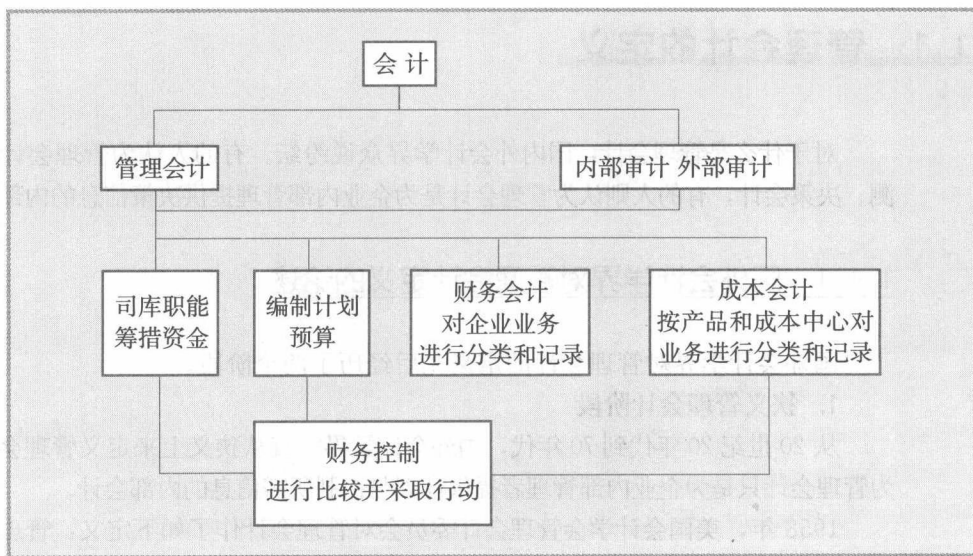 会 计
管理会计
内部审计 外部审计
司库职能
筹措资金
编制计划
预算
财务会计
对企业业务
进行分类和记录
成本会计
按产品和成本中心对
业务进行分类和记录
财务控制
进行比较并采取行动